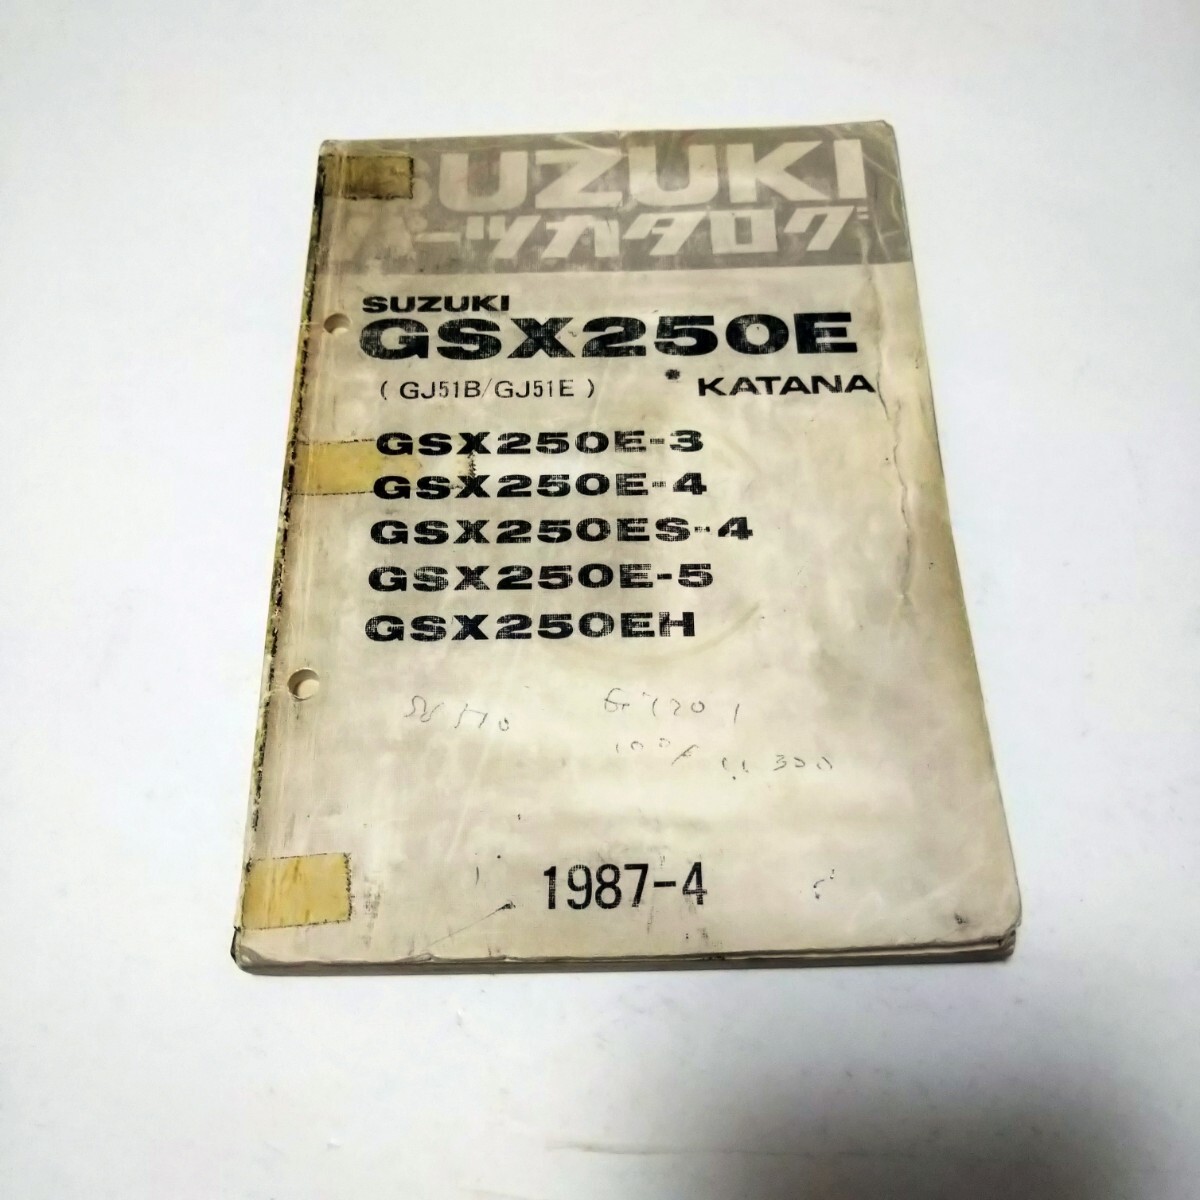 SUZUKI
パーツカタログ
SUZUKI
GSX250E
( GJ51B/GJ51E ) KATANA
GSX250E-3
GSX250E-4
GSX250ES-4
GSX250E-5
GSX250EH
1987-4